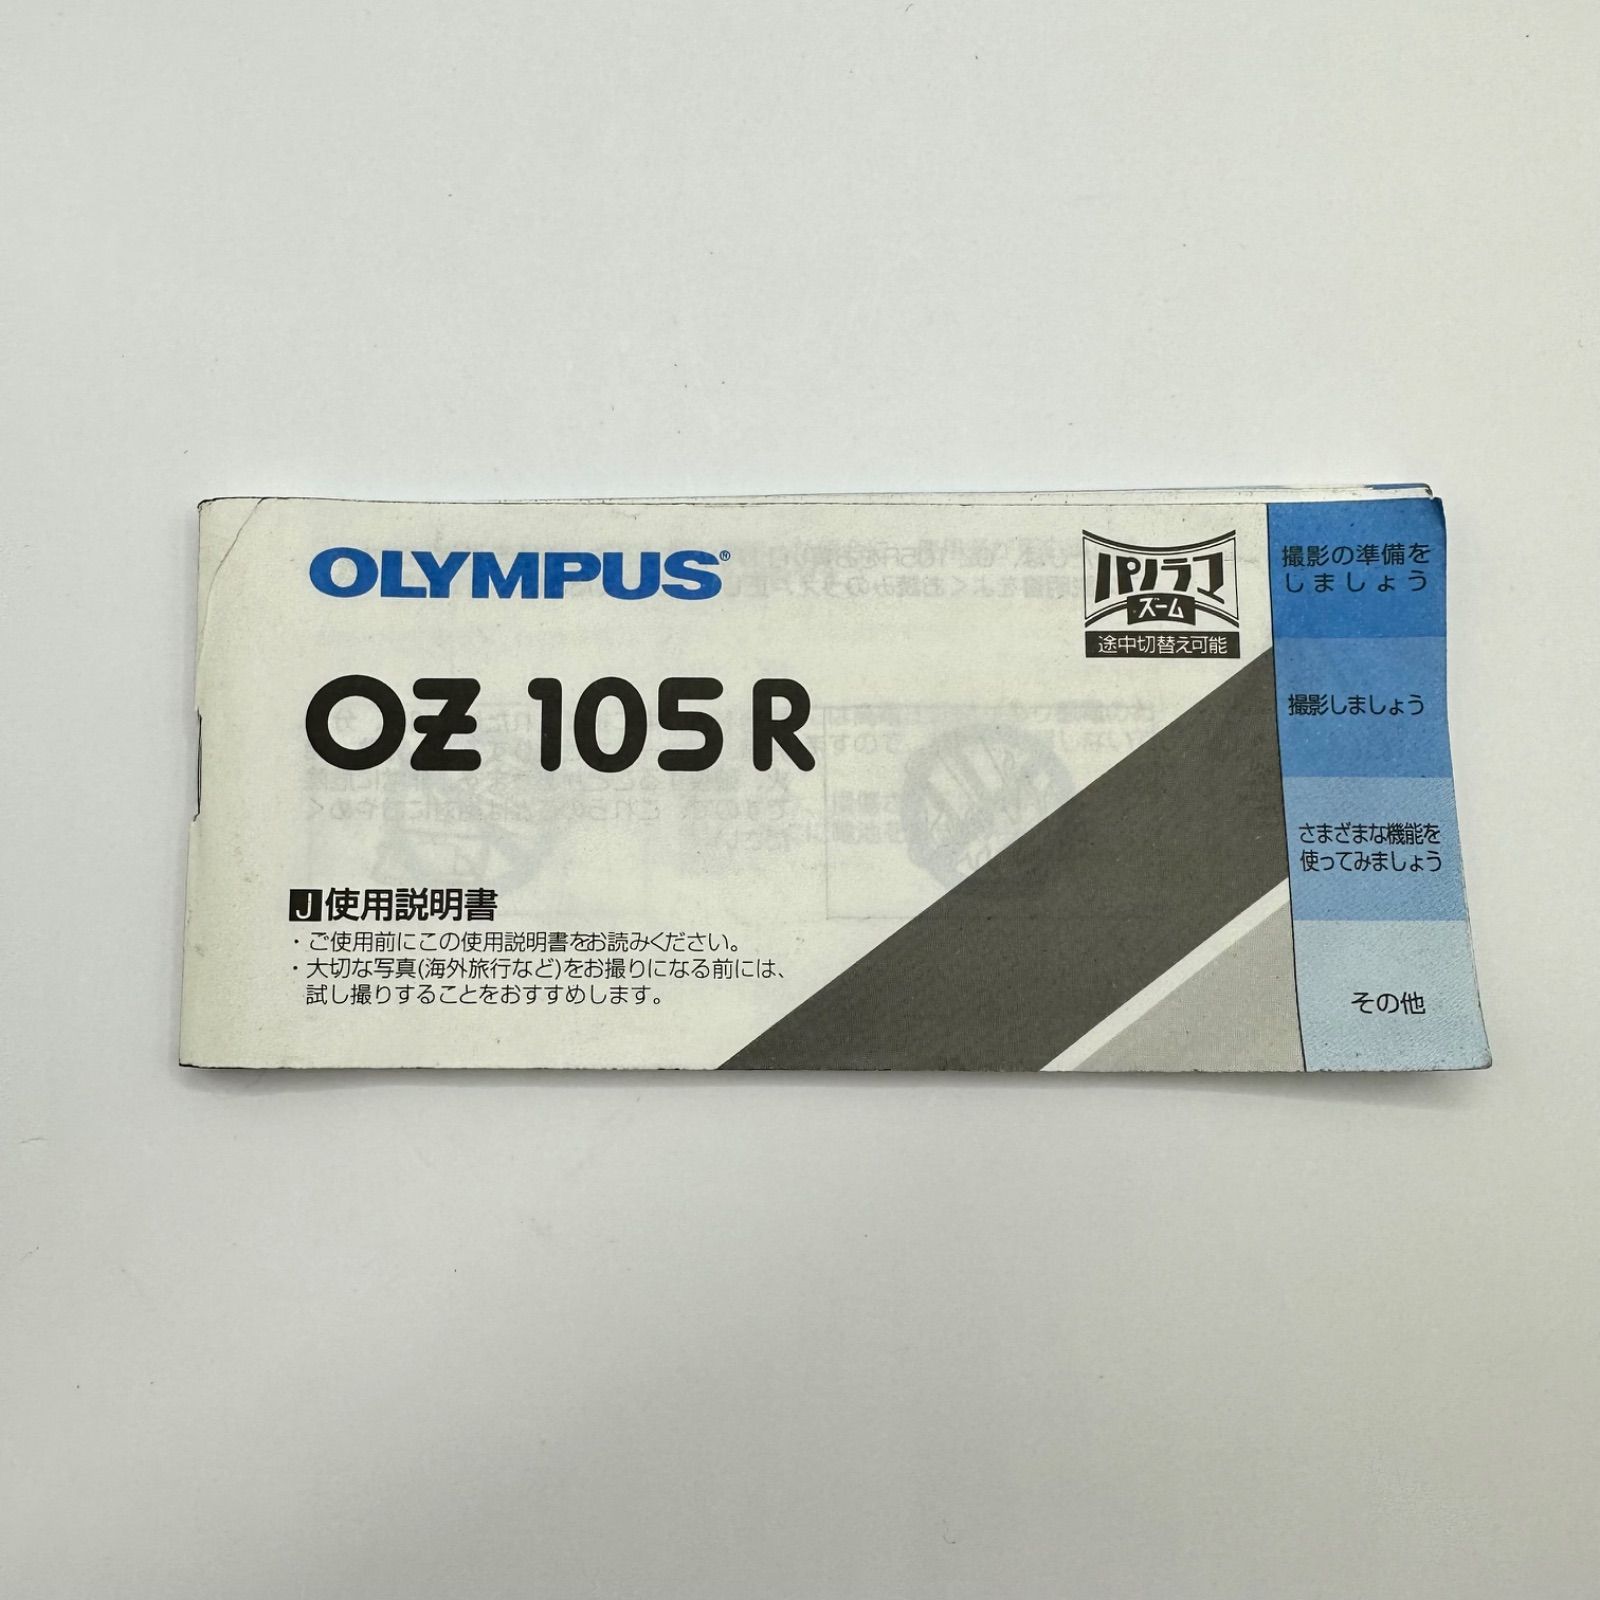 OLYMPUS®
OZ 105 R
パノラマ
ズーム
途中切替え可能
J 使用説明書
・ご使用前にこの使用説明書をお読みください。
・大切な写真(海外旅行など)をお撮りになる前には、
試し撮りすることをおすすめします。
撮影の準備を
しましょう
撮影しましょう
さまざまな機能を
使ってみましょう
その他